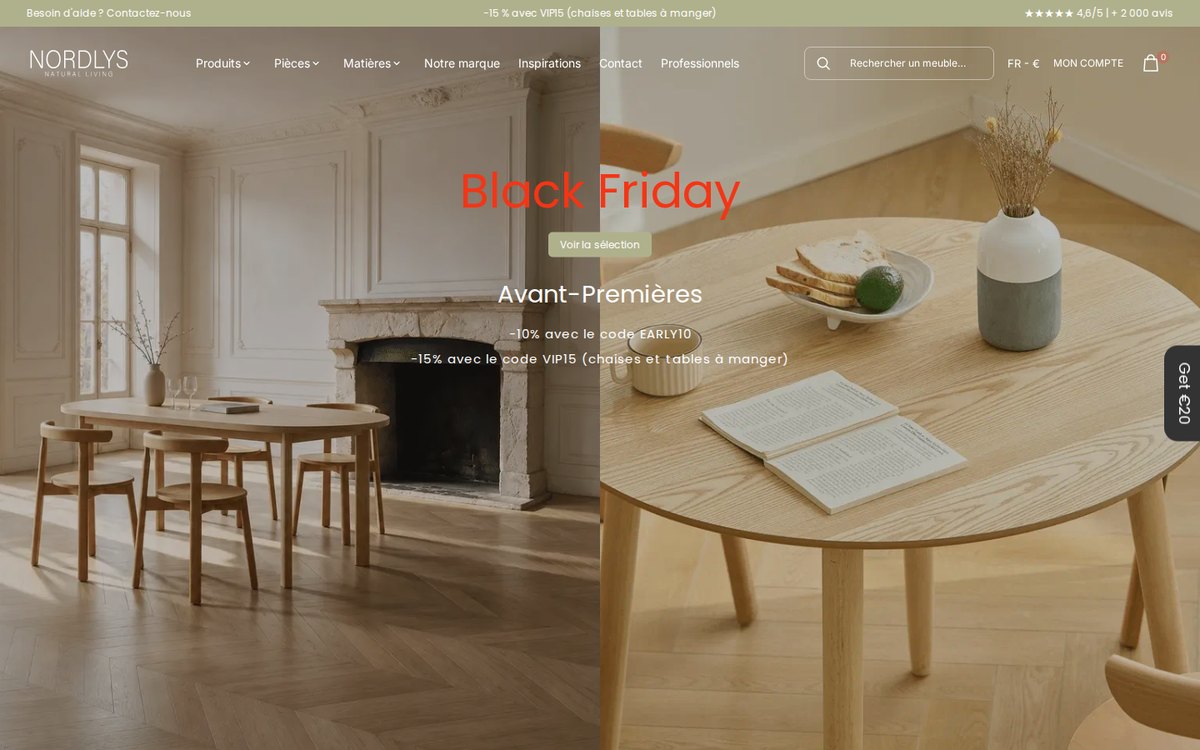 Besoin d'aide ? Contactez-nous
-15 % avec VIP15 (chaises et tables à manger)
★★★★★ 4,6/5 | + 2 000 avis
NORDLYS
NATURAL LIVING
Produits
Pièces
Matières
Notre marque
Inspirations
Contact
Professionnels
Rechercher un meuble...
FR - €
MON COMPTE
0
Black Friday
Voir la sélection
Avant-Premières
-10% avec le code EARLY10
-15% avec le code VIP15 (chaises et tables à manger)
Get €20